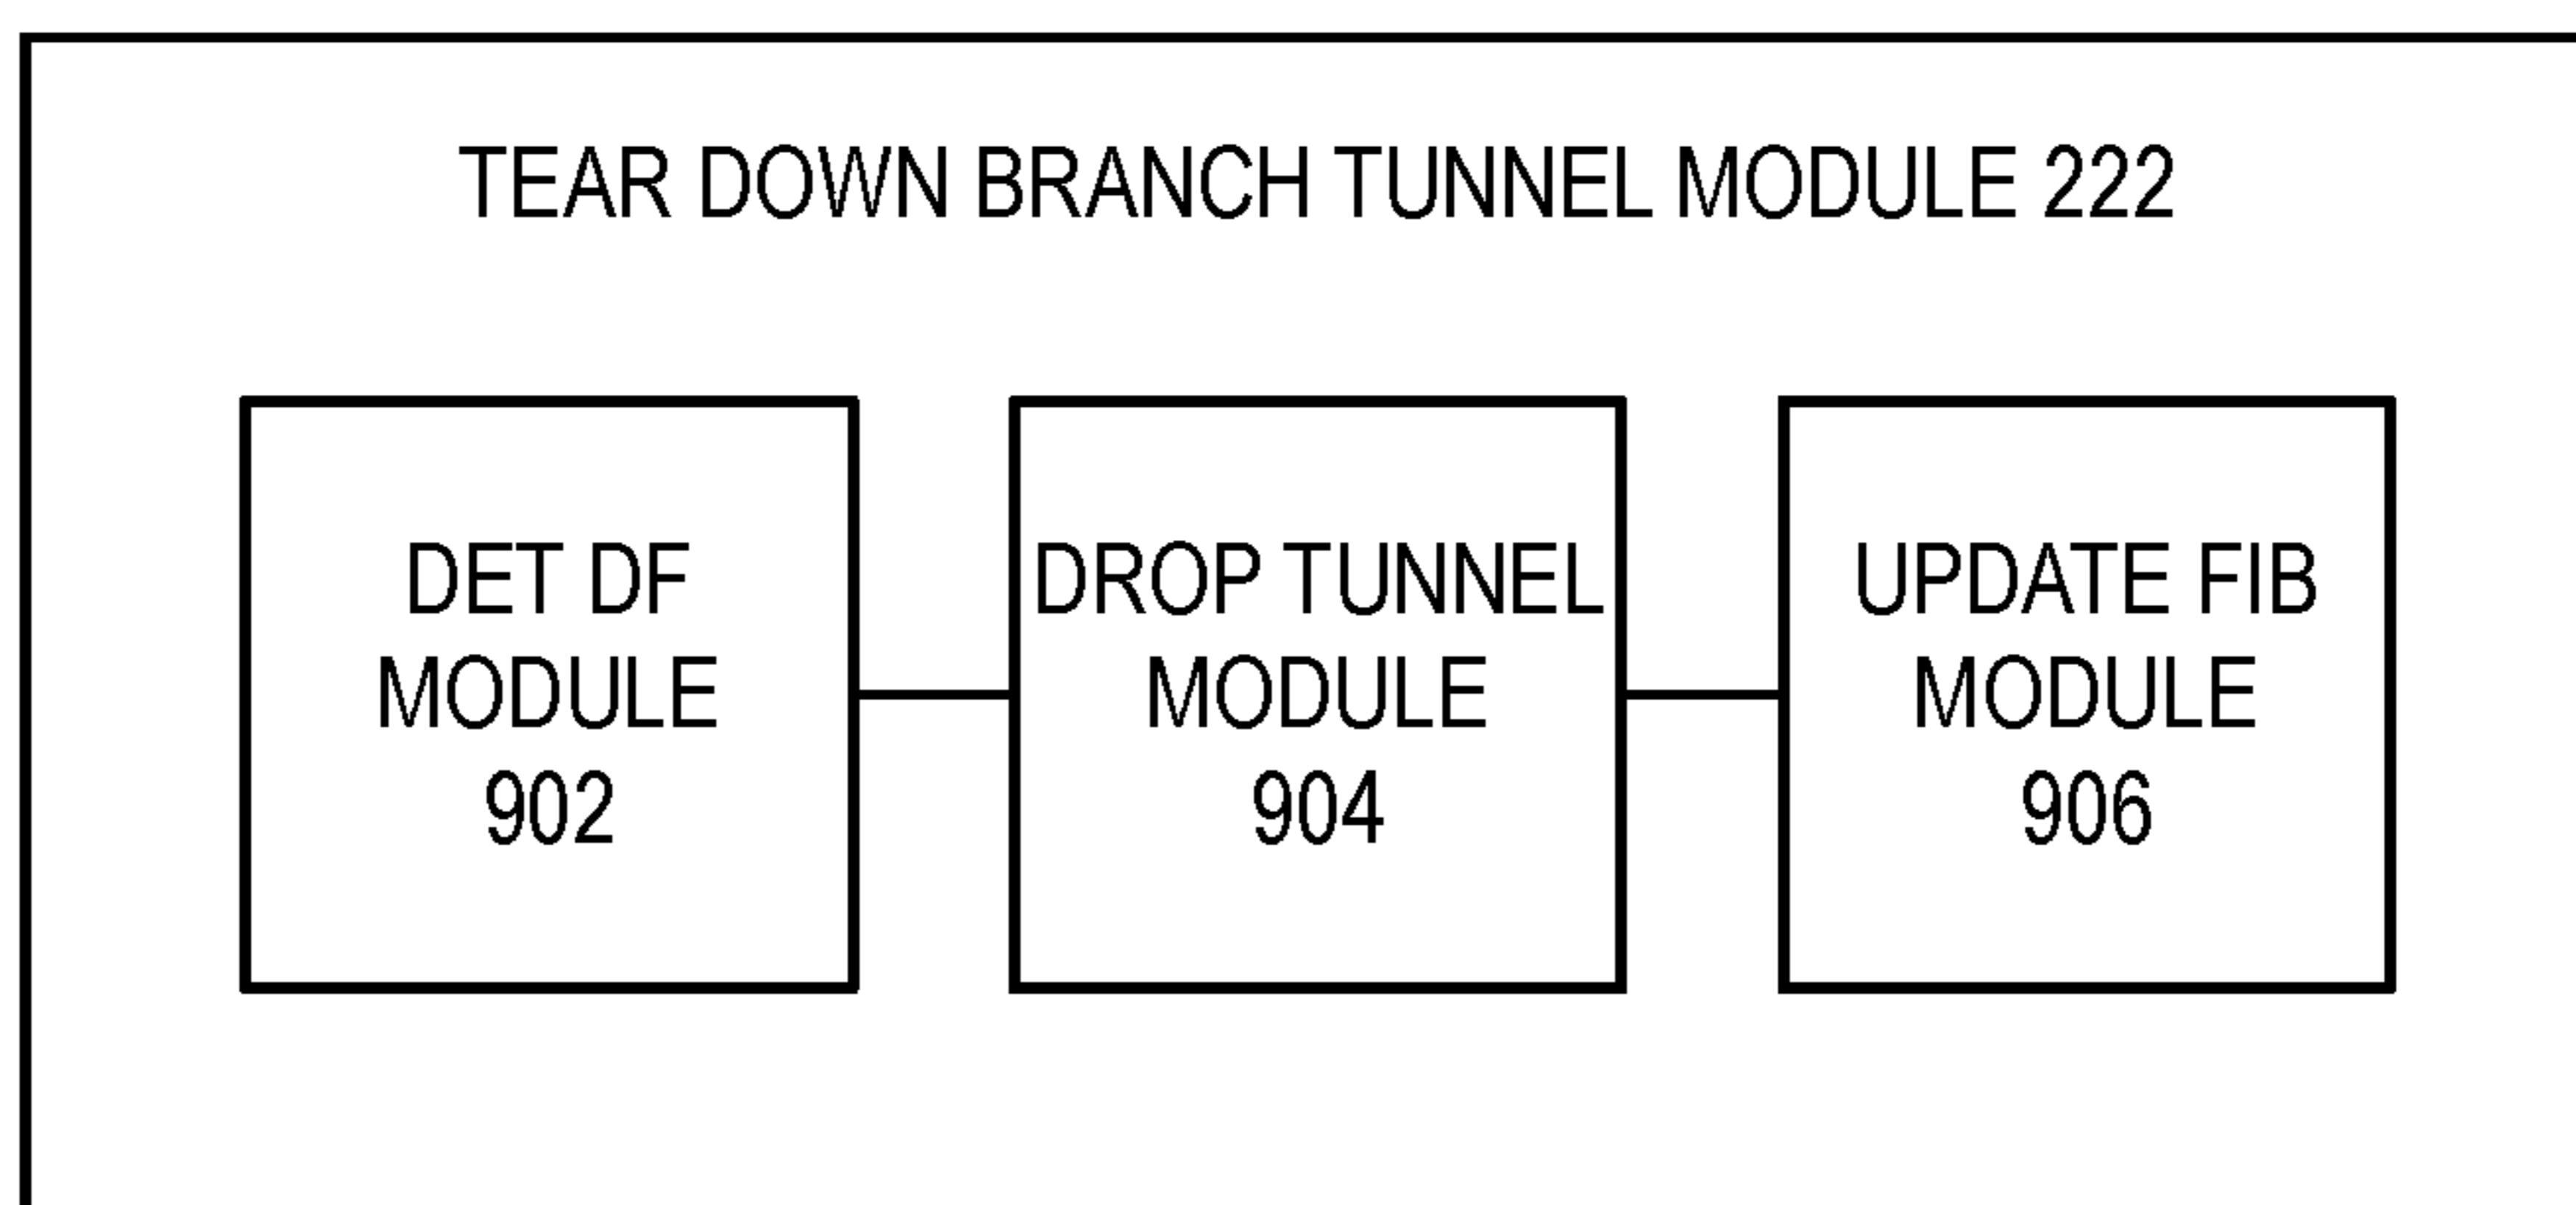 TEAR DOWN BRANCH TUNNEL MODULE 222
DET DF
MODULE
902
DROP TUNNEL
MODULE
904
UPDATE FIB
MODULE
906